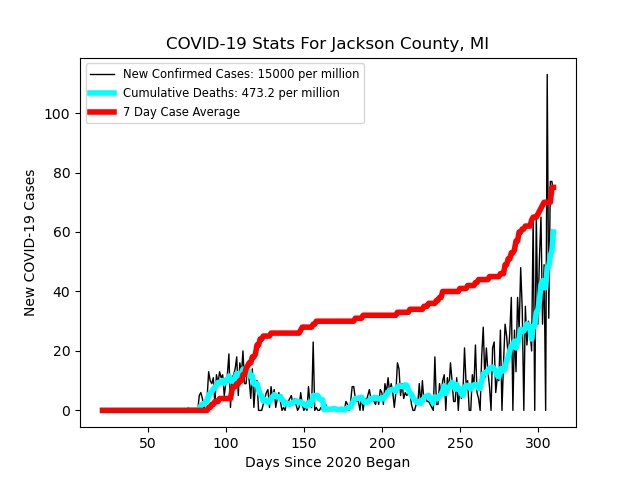 COVID-19 Stats For Jackson County, MI
New Confirmed Cases: 15000 per million
Cumulative Deaths: 473.2 per million
7 Day Case Average
New COVID-19 Cases
100
80
60
40
20
0
50 100 150 200 250 300
Days Since 2020 Began